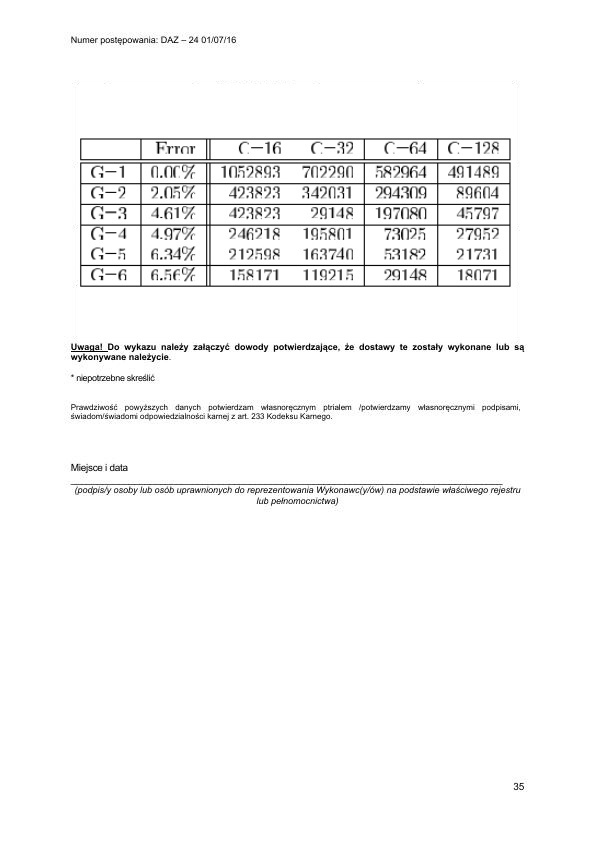 Numer postępowania: DAZ – 24 01/07/16
Error C−16 C−32 C−64 C−128
G−1 0.00% 1052893 702290 582964 491489
G−2 2.05% 423823 342031 294309 89604
G−3 4.61% 423823 29148 197080 45797
G−4 4.97% 246218 195801 73025 27952
G−5 6.34% 212598 163740 53182 21731
G−6 6.56% 158171 119215 29148 18071
Uwaga! Do wykazu należy załączyć dowody potwierdzające, że dostawy te zostały wykonane lub są
wykonywane należycie.
* niepotrzebne skreślić
Prawdziwość powyższych danych potwierdzam własnoręcznym ptrialem /potwierdzamy własnoręcznymi podpisami,
świadom/świadomi odpowiedzialności karnej z art. 233 Kodeksu Karnego.
Miejsce i data
(podpis/y osoby lub osób uprawnionych do reprezentowania Wykonawc(y/ów) na podstawie właściwego rejestru
lub pełnomocnictwa)
35